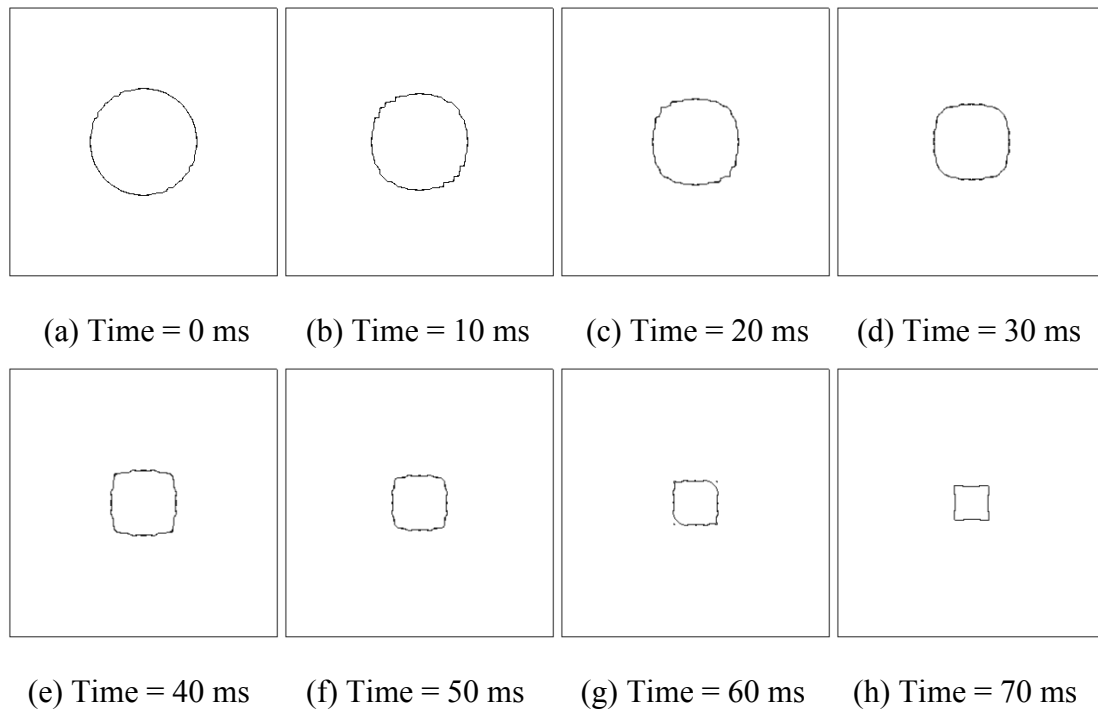 (a) Time = 0 ms (b) Time = 10 ms (c) Time = 20 ms (d) Time = 30 ms
(e) Time = 40 ms (f) Time = 50 ms (g) Time = 60 ms (h) Time = 70 ms